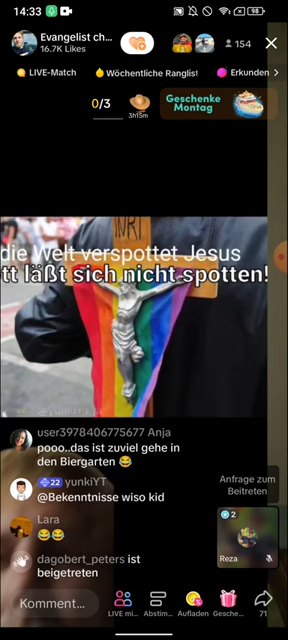 14:33
98
Evangelist ch...
16.7K Likes
154
LIVE-Match
Wöchentliche Ranglist
Erkunden
0/3
3h15m
Geschenke
Montag
INRI
die Welt verspottet Jesus
tt läßt sich nicht spotten!
user3978406775677 Anja
pooo..das ist zuviel gehe in
den Biergarten 😂
22 yunkiYT
@Bekenntnisse wiso kid
Anfrage zum
Beitreten
Lara
😂😂
2
Reza
dagobert_peters ist
beigetreten
Komment...
LIVE mi...
Abstim...
Aufladen
Gesche...
71